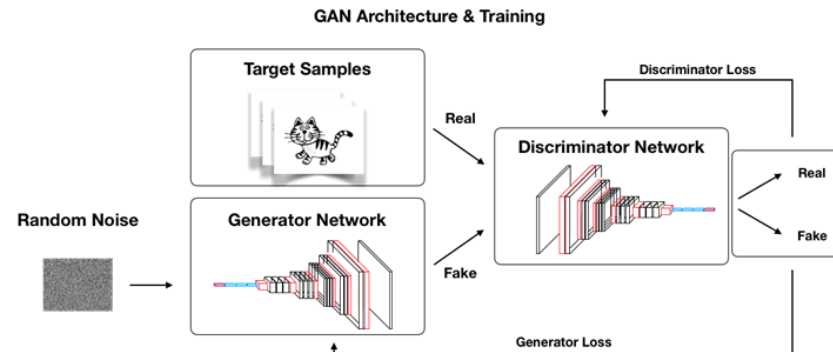 GAN Architecture & Training
Target Samples
Discriminator Loss
Real
Discriminator Network
Real
Random Noise
Generator Network
Fake
Fake
Generator Loss